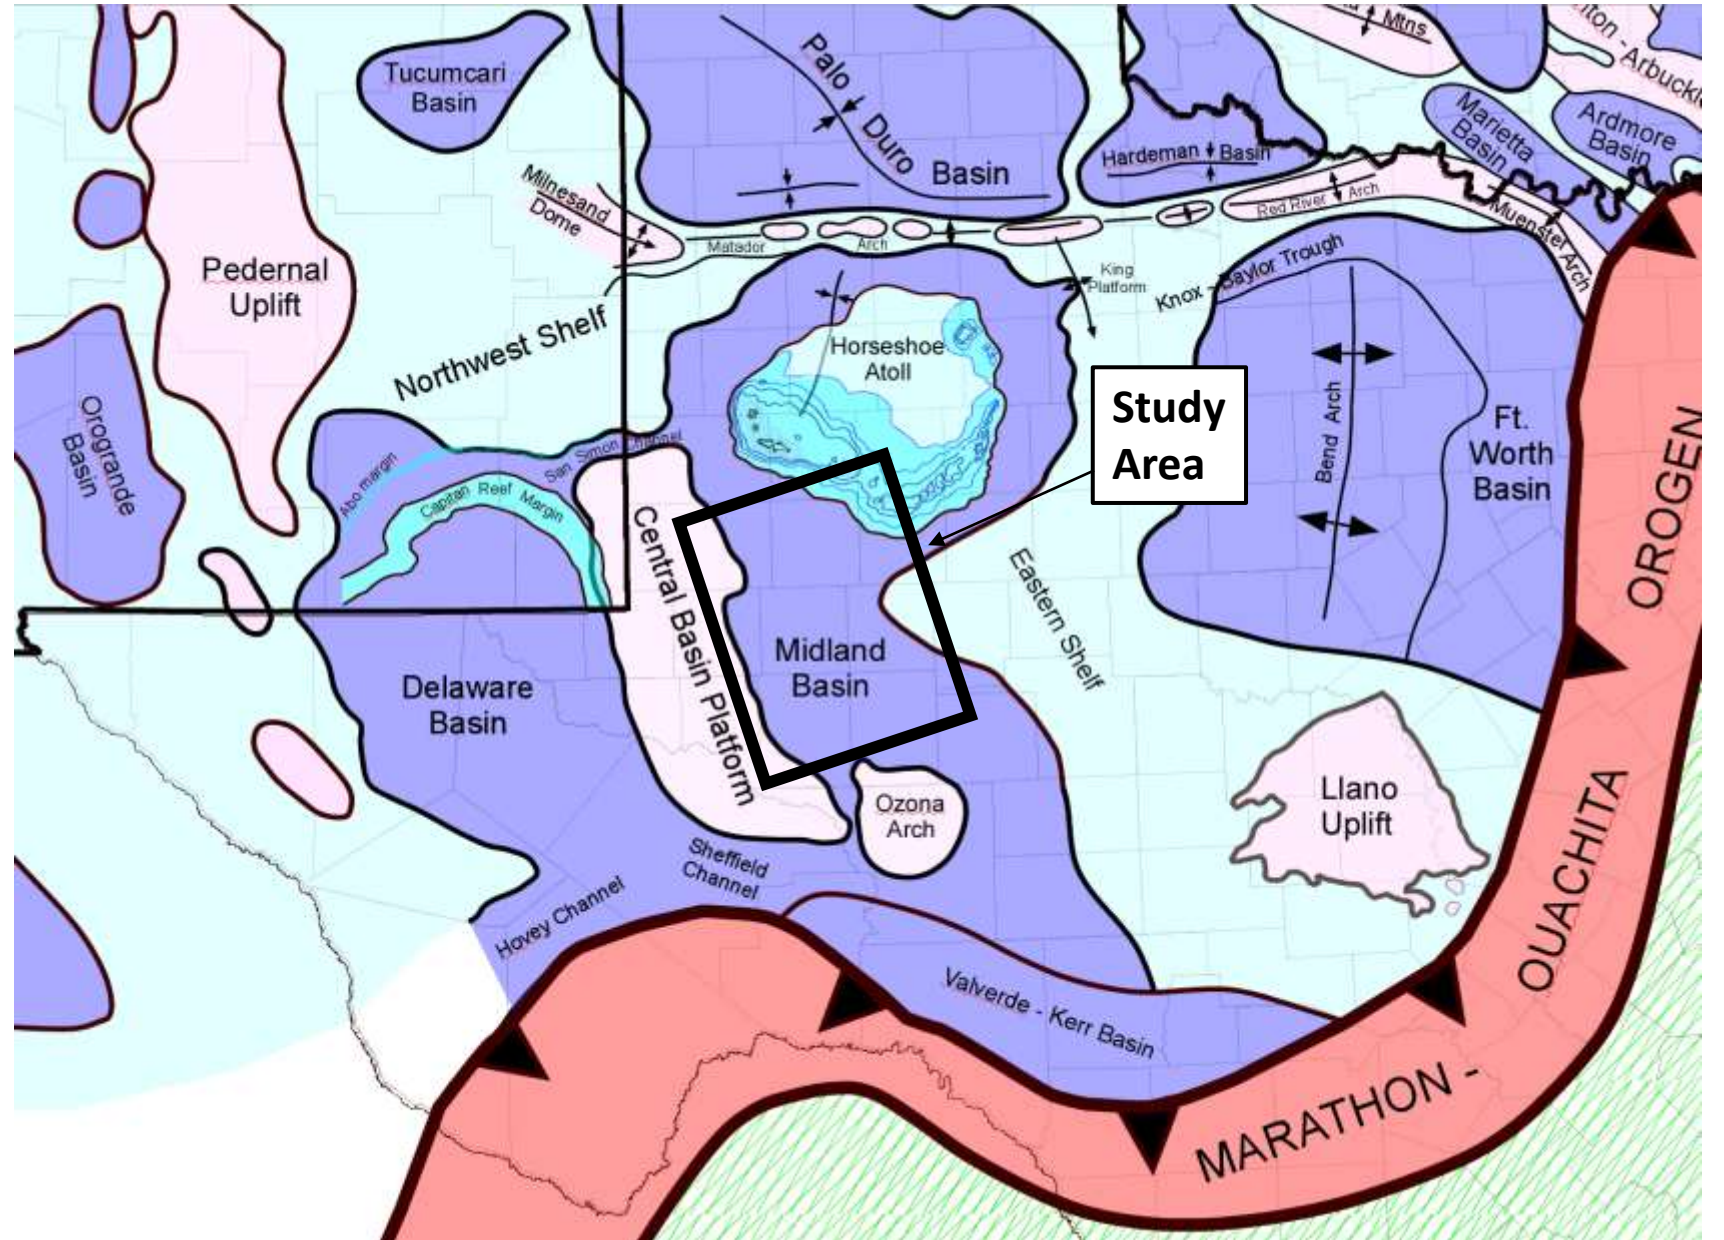 Mtns
Arbuckle
Tucumcari
Basin
Palo
Duro
Basin
Marietta
Basin
Ardmore
Basin
Hardeman
Basin
Milnesand
Dome
Red River
Arch
Muenster Arch
Matador
Arch
Pedernal
Uplift
King
Platform
Knox - Baylor Trough
Northwest Shelf
Horseshoe
Atoll
Study
Area
Bend Arch
Ft.
Worth
Basin
Orogrande
Basin
Abo margin
San Simon Channel
Capitan Reef Margin
Central Basin Platform
Eastern Shelf
Midland
Basin
Delaware
Basin
Llano
Uplift
Ozona
Arch
Sheffield
Channel
Hovey Channel
Valverde - Kerr Basin
MARATHON -
OUACHITA
OROGEN